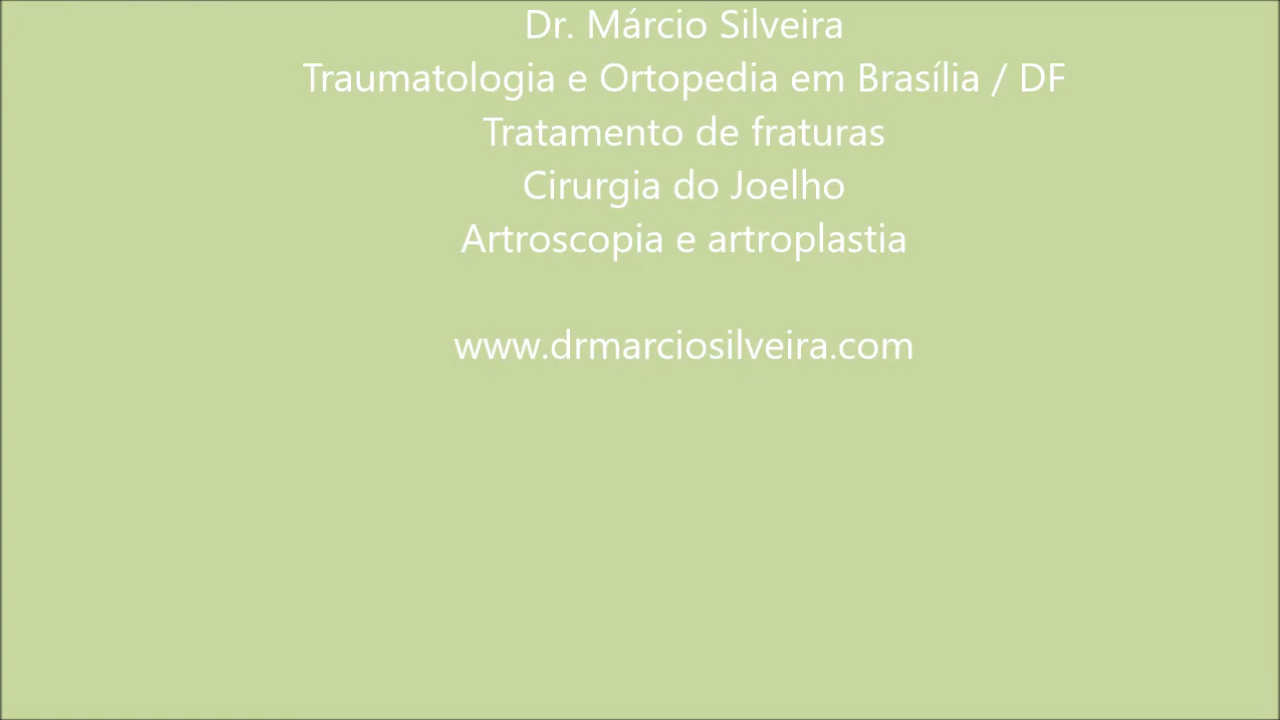 Dr. Márcio Silveira
Traumatologia e Ortopedia em Brasília / DF
Tratamento de fraturas
Cirurgia do Joelho
Artroscopia e artroplastia
www.drmarciosilveira.com